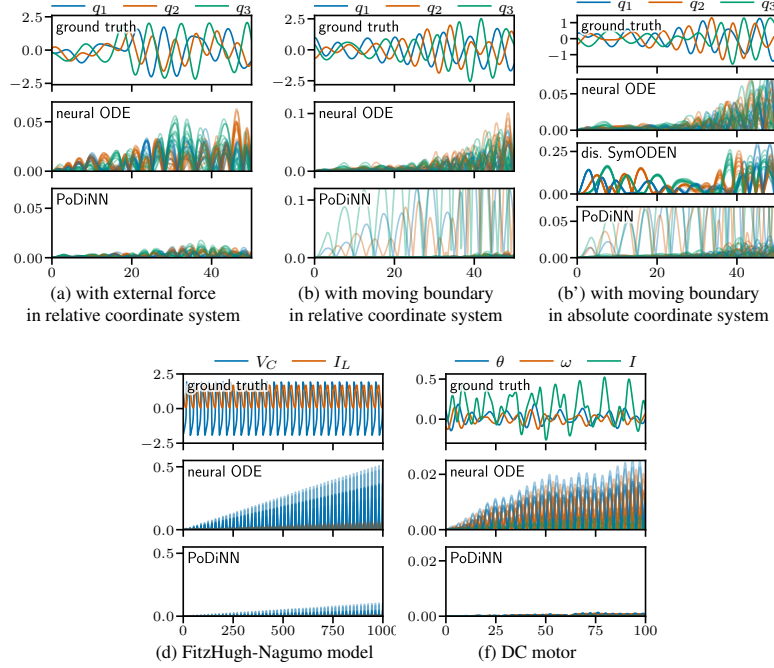 q1 q2 q3
ground truth
2.5
0.0
−2.5
neural ODE
0.05
0.00
PoDiNN
0.05
0.00
0 20 40
(a) with external force
in relative coordinate system
q1 q2 q3
ground truth
2.5
0.0
−2.5
neural ODE
0.1
0.0
PoDiNN
0.1
0.0
0 20 40
(b) with moving boundary
in relative coordinate system
q1 q2 q3
ground truth
1
0
−1
neural ODE
0.05
0.00
dis. SymODEN
0.25
0.00
PoDiNN
0.05
0.00
0 20 40
(b’) with moving boundary
in absolute coordinate system
VC IL
ground truth
2.5
0.0
−2.5
neural ODE
0.5
0.0
PoDiNN
0.5
0.0
0 250 500 750 1000
(d) FitzHugh-Nagumo model
θ ω I
ground truth
0.5
0.0
neural ODE
0.02
0.00
PoDiNN
0.02
0.00
0 25 50 75 100
(f) DC motor